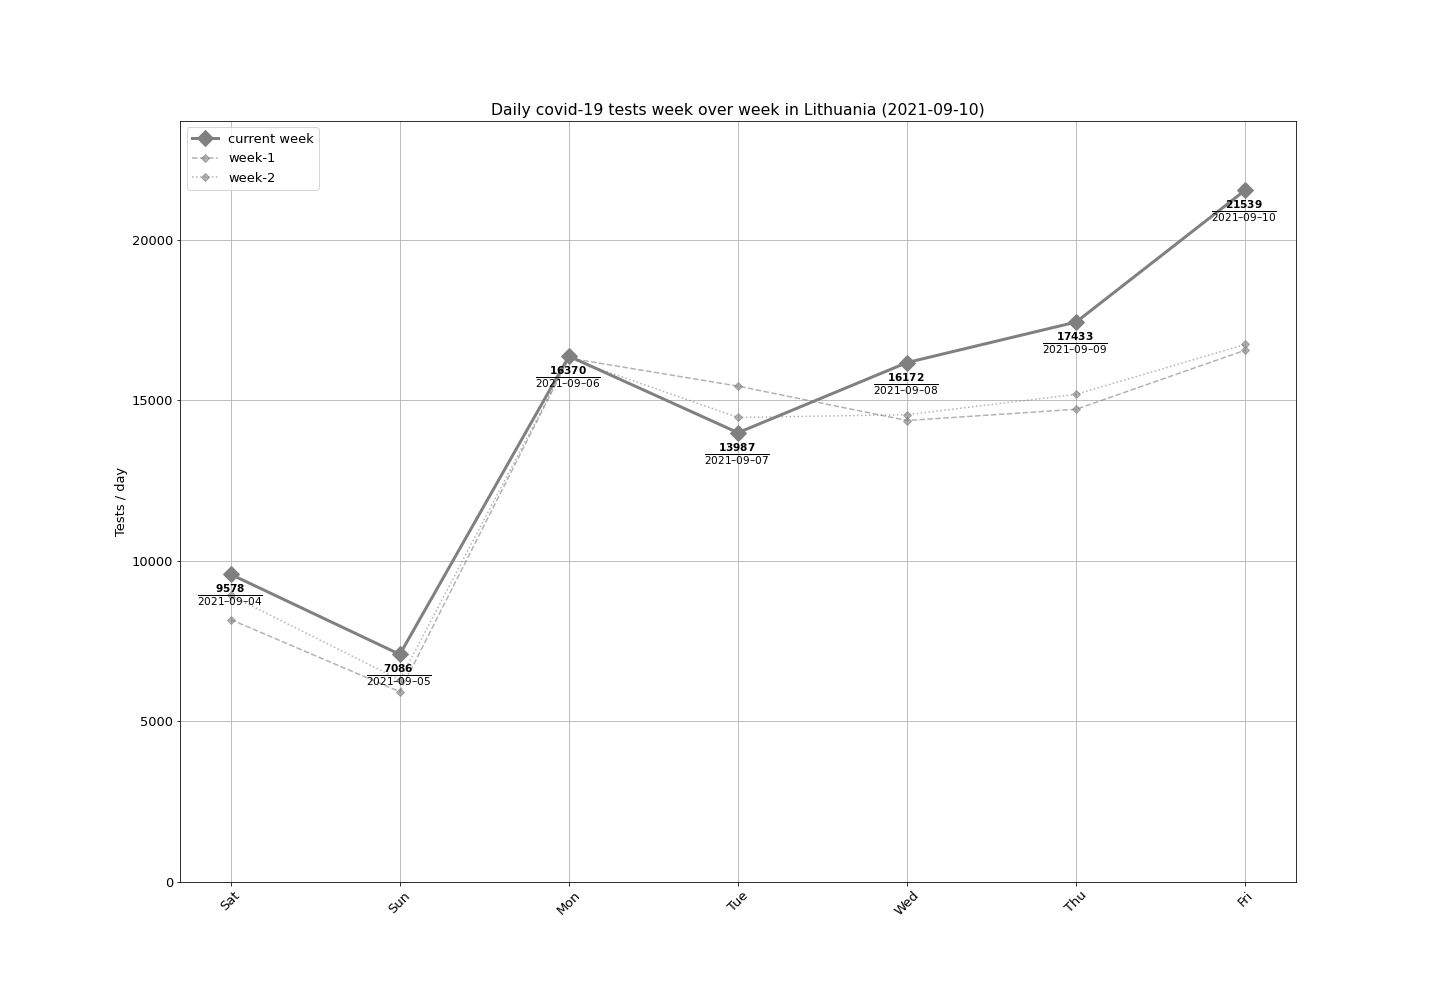 Daily covid-19 tests week over week in Lithuania (2021-09-10)
current week
week-1
week-2
Tests / day
20000
15000
10000
5000
0
9578
2021-09-04
7086
2021-09-05
16370
2021-09-06
13987
2021-09-07
16172
2021-09-08
17433
2021-09-09
21539
2021-09-10
Sat
Sun
Mon
Tue
Wed
Thu
Fri